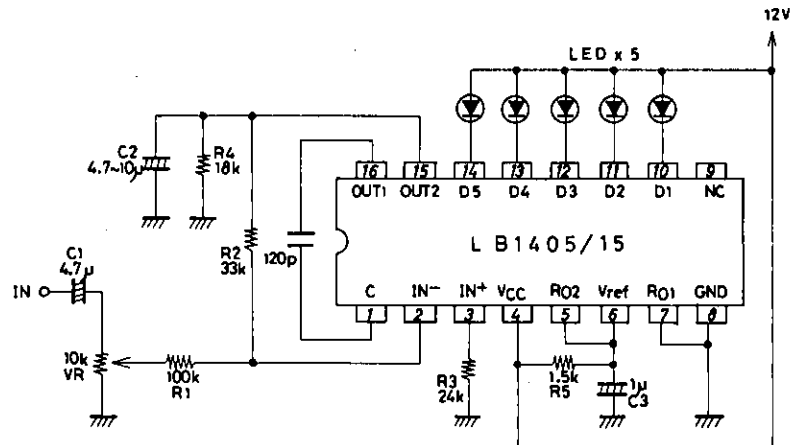 12V
LED x 5
C2
4.7~10μ
R4
18k
16 15 14 13 12 11 10 9
OUT1 OUT2 D5 D4 D3 D2 D1 NC
R2
33k
120p
LB1405/15
C1
4.7μ
IN
C IN- IN+ VCC RO2 Vref RO1 GND
1 2 3 4 5 6 7 8
10k
VR
100k
R1
R3
24k
1.5k
R5
1μ
C3